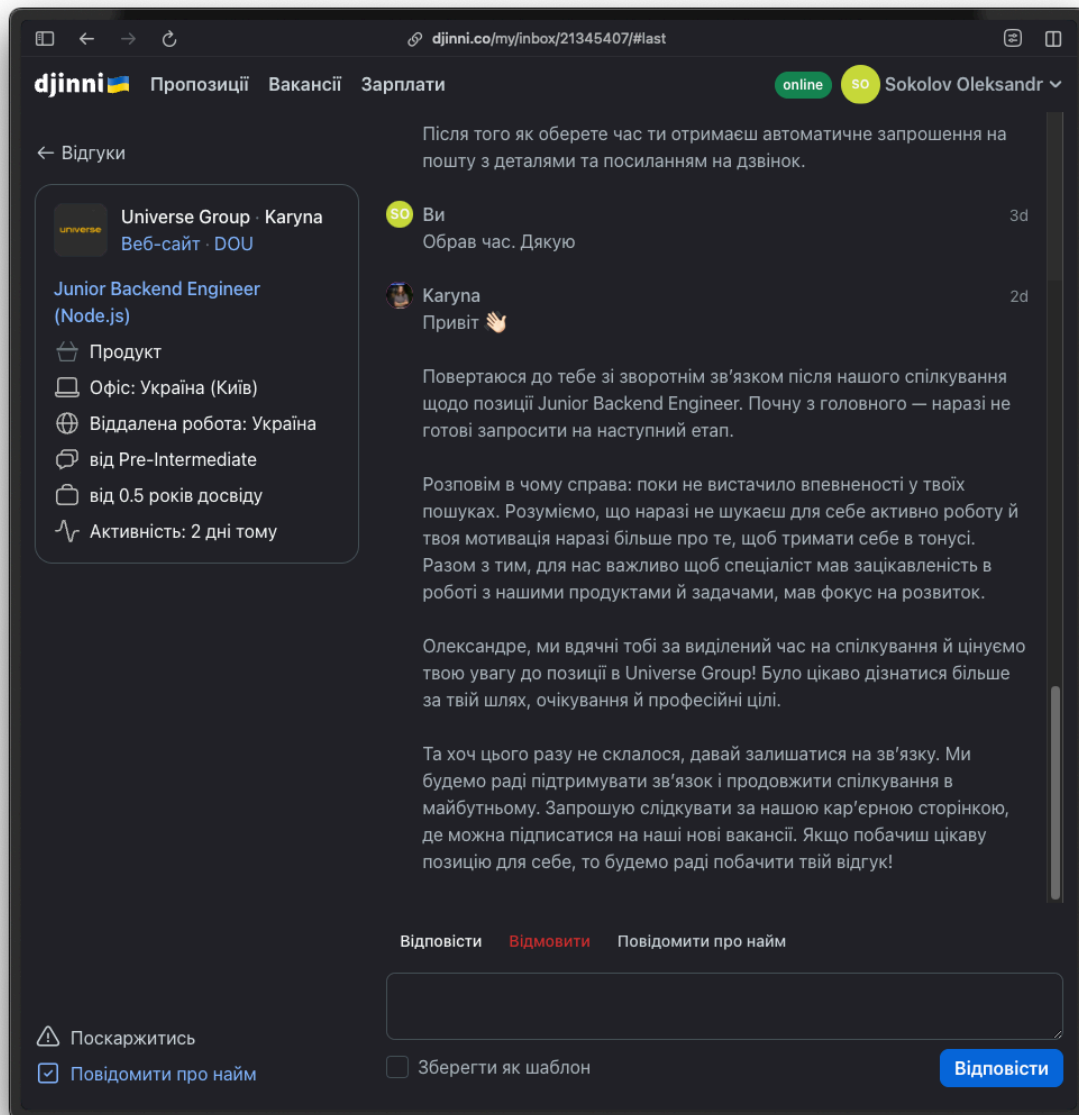 djinni.co/my/inbox/21345407/#last
djinni Пропозиції Вакансії Зарплати
online SO Sokolov Oleksandr
← Відгуки
universe
Universe Group · Karyna
Веб-сайт · DOU
Junior Backend Engineer
(Node.js)
Продукт
Офіс: Україна (Київ)
Віддалена робота: Україна
від Pre-Intermediate
від 0.5 років досвіду
Активність: 2 дні тому
Після того як оберете час ти отримаєш автоматичне запрошення на
пошту з деталями та посиланням на дзвінок.
SO Ви 3d
Обрав час. Дякую
Karyna 2d
Привіт 👋🏻
Повертаюся до тебе зі зворотнім зв’язком після нашого спілкування
щодо позиції Junior Backend Engineer. Почну з головного — наразі не
готові запросити на наступний етап.
Розповім в чому справа: поки не вистачило впевненості у твоїх
пошуках. Розуміємо, що наразі не шукаєш для себе активно роботу й
твоя мотивація наразі більше про те, щоб тримати себе в тонусі.
Разом з тим, для нас важливо щоб спеціаліст мав зацікавленість в
роботі з нашими продуктами й задачами, мав фокус на розвиток.
Олександре, ми вдячні тобі за виділений час на спілкування й цінуємо
твою увагу до позиції в Universe Group! Було цікаво дізнатися більше
за твій шлях, очікування й професійні цілі.
Та хоч цього разу не склалося, давай залишатися на зв’язку. Ми
будемо раді підтримувати зв’язок і продовжити спілкування в
майбутньому. Запрошую слідкувати за нашою кар’єрною сторінкою,
де можна підписатися на наші нові вакансії. Якщо побачиш цікаву
позицію для себе, то будемо раді побачити твій відгук!
Відповісти Відмовити Повідомити про найм
Зберегти як шаблон
Відповісти
Поскаржитись
Повідомити про найм